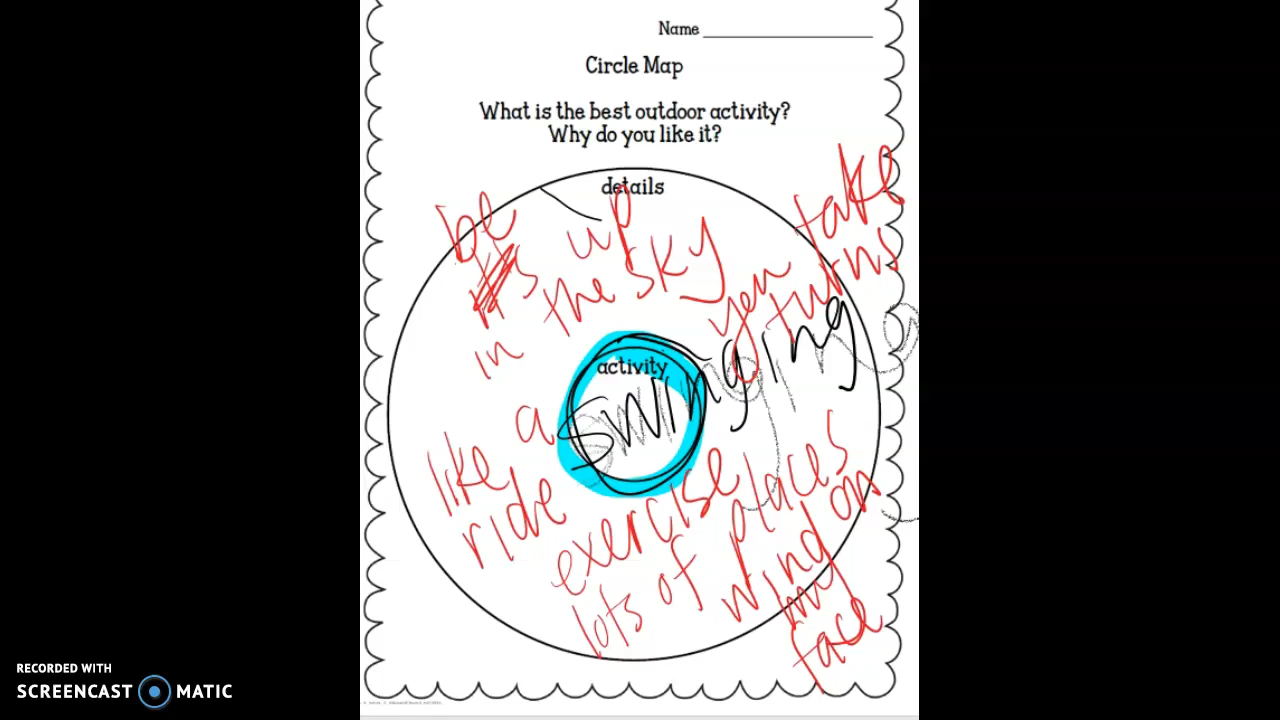 Name
Circle Map
What is the best outdoor activity?
Why do you like it?
details
be up
in the sky
you take
turns
activity
swinging
like a
ride
exercise
lots of places
wind on
my
face
RECORDED WITH
SCREENCAST MATIC